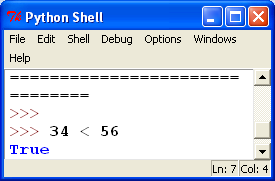 Python Shell
File Edit Shell Debug Options Windows
Help
========================
========
>>>
>>> 34 < 56
True
Ln: 7 Col: 4